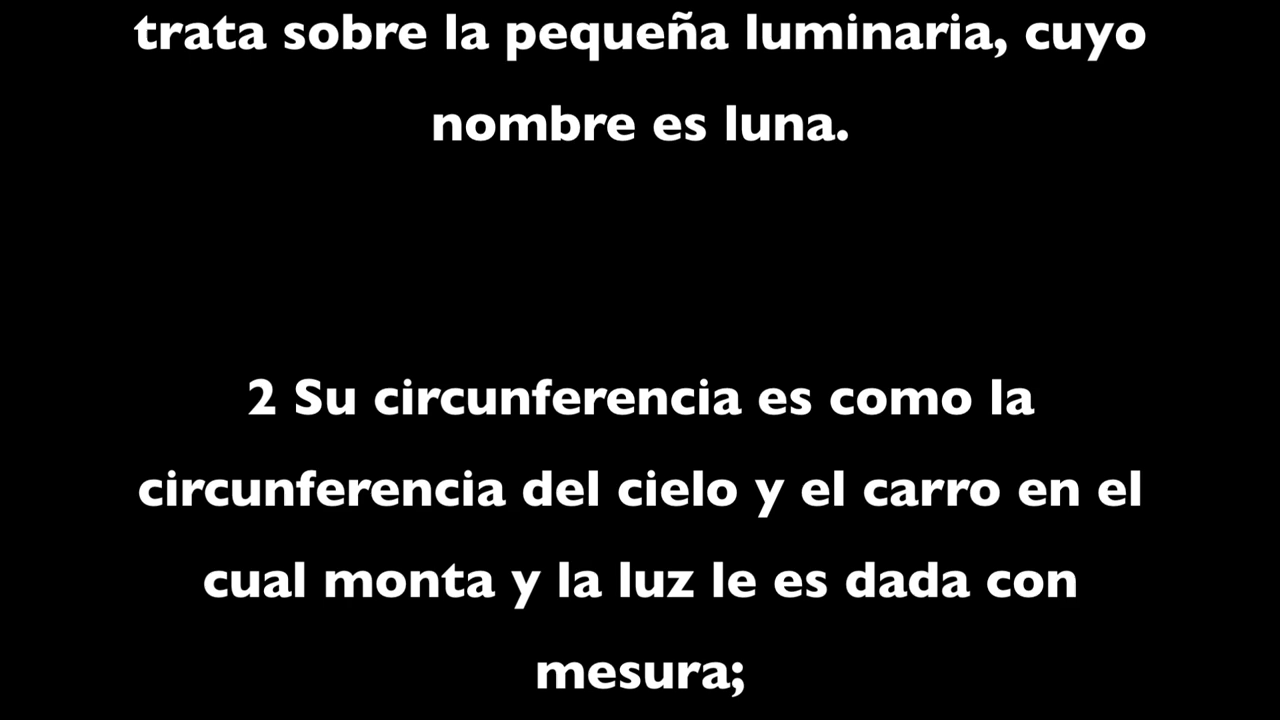 trata sobre la pequeña luminaria, cuyo
nombre es luna.
2 Su circunferencia es como la
circunferencia del cielo y el carro en el
cual monta y la luz le es dada con
mesura;